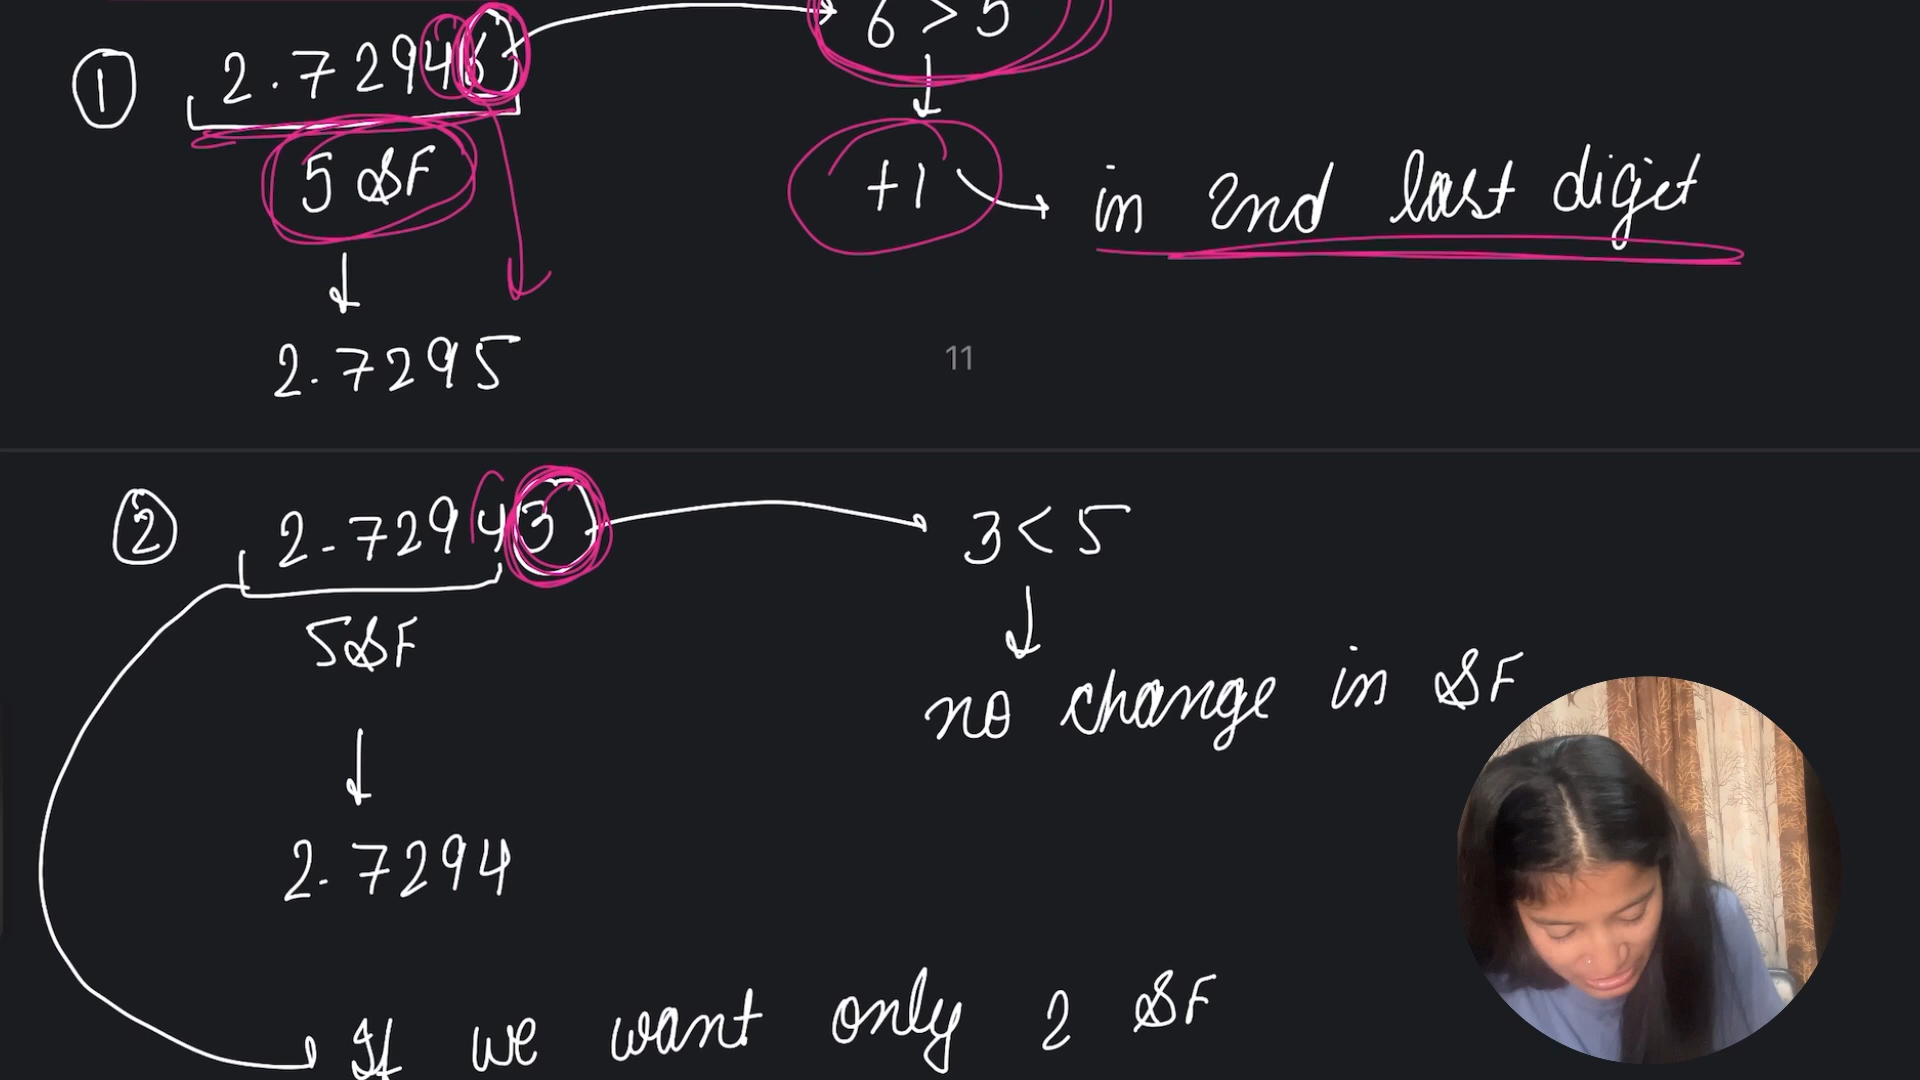 6 > 5
① 2.72946
5 SF
+1 → in 2nd last digit
2.7295
11
② 2.72943 → 3 < 5
5SF
no change in SF
2.7294
If we want only 2 SF